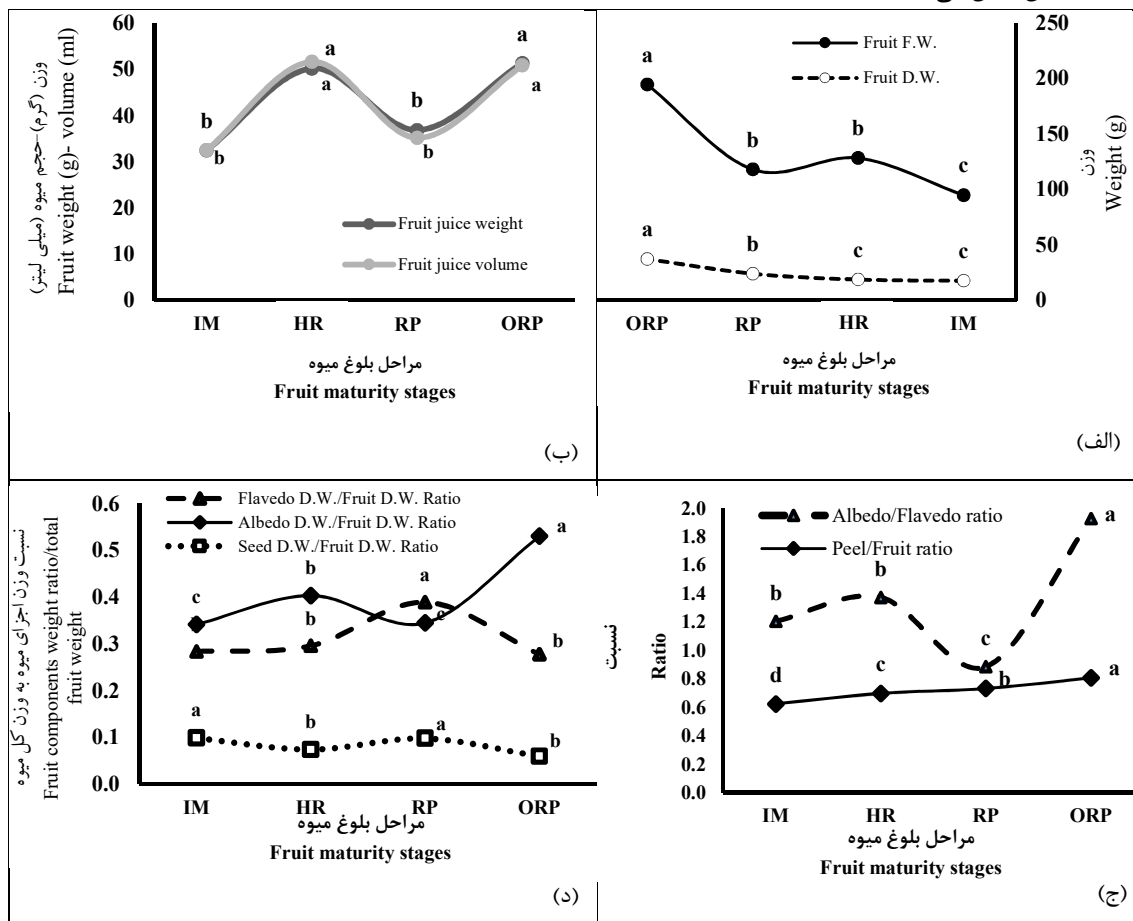 60
50
40
30
20
10
0
وزن (گرم)-حجم میوه (میلی لیتر)
Fruit weight (g)- volume (ml)
b
b
a
a
b
b
a
a
Fruit juice weight
Fruit juice volume
IM HR RP ORP
مراحل بلوغ میوه
Fruit maturity stages
(ب)
Fruit F.W.
Fruit D.W.
a
b
b
c
a
b
c
c
250
200
150
100
50
0
وزن
Weight (g)
ORP RP HR IM
مراحل بلوغ میوه
Fruit maturity stages
(الف)
Flavedo D.W./Fruit D.W. Ratio
Albedo D.W./Fruit D.W. Ratio
Seed D.W./Fruit D.W. Ratio
0.6
0.5
0.4
0.3
0.2
0.1
0.0
نسبت وزن اجزای میوه به وزن کل میوه
Fruit components weight ratio/total
fruit weight
c
b
a
a
b
c
b
a
b
a
b
IM HR RP ORP
مراحل بلوغ میوه
Fruit maturity stages
(د)
Albedo/Flavedo ratio
Peel/Fruit ratio
2.0
1.8
1.6
1.4
1.2
1.0
0.8
0.6
0.4
0.2
0.0
نسبت
Ratio
b
b
c
a
d
c
b
a
IM HR RP ORP
مراحل بلوغ میوه
Fruit maturity stages
(ج)